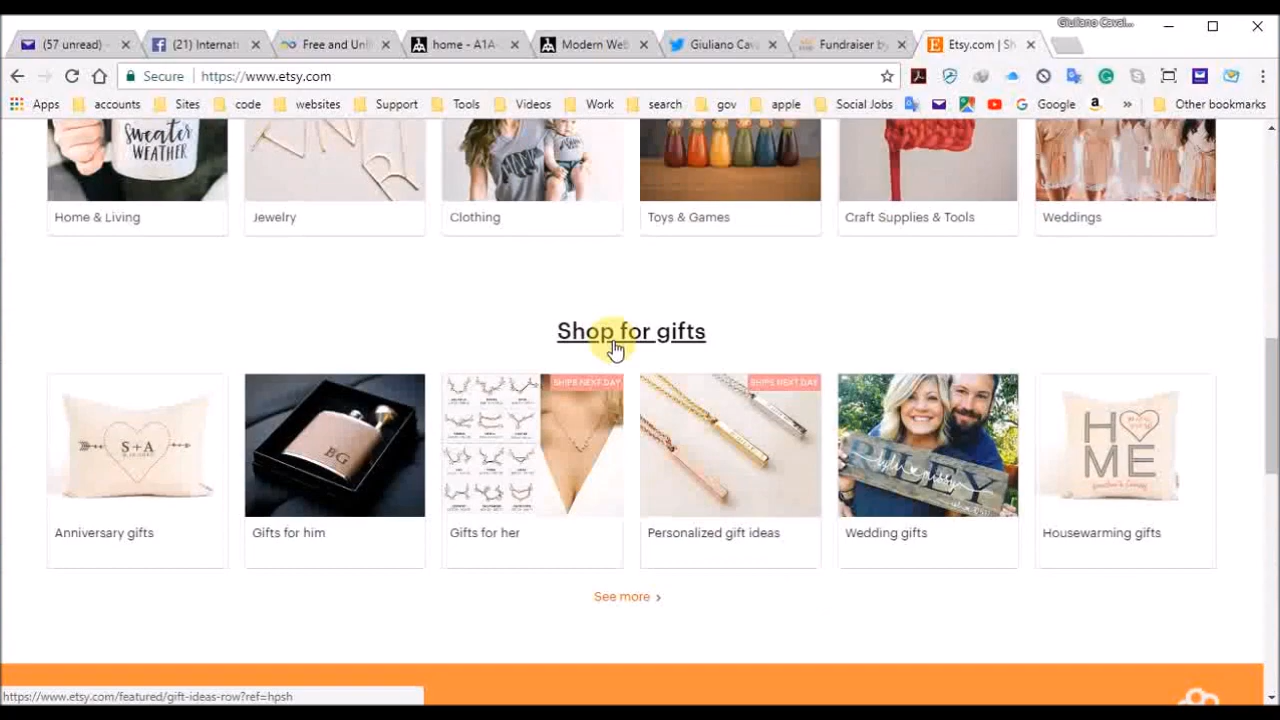 Giuliano Caval...
(57 unread)
(21) Internati
Free and Unli
home - A1A
Modern Web
Giuliano Cav
Fundraiser by
Etsy.com | Sh
Secure https://www.etsy.com
Apps accounts Sites code websites Support Tools Videos Work search gov apple Social Jobs Google » Other bookmarks
Sweater
WEATHER
MAMA
Home & Living
Jewelry
Clothing
Toys & Games
Craft Supplies & Tools
Weddings
Shop for gifts
S+A
BG
SHIPS NEXT DAY
SHIPS NEXT DAY
HOME
Anniversary gifts
Gifts for him
Gifts for her
Personalized gift ideas
Wedding gifts
Housewarming gifts
See more
https://www.etsy.com/featured/gift-ideas-row?ref=hpsh